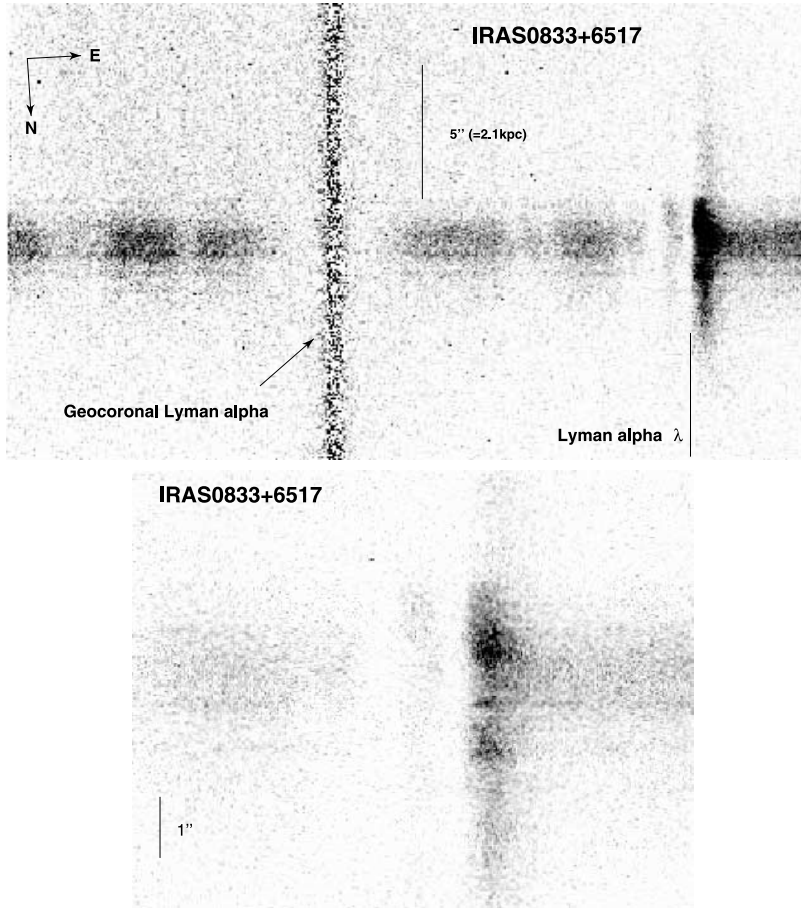 IRAS0833+6517
E
N
5'' (=2.1kpc)
Geocoronal Lyman alpha
Lyman alpha λ
IRAS0833+6517
1''